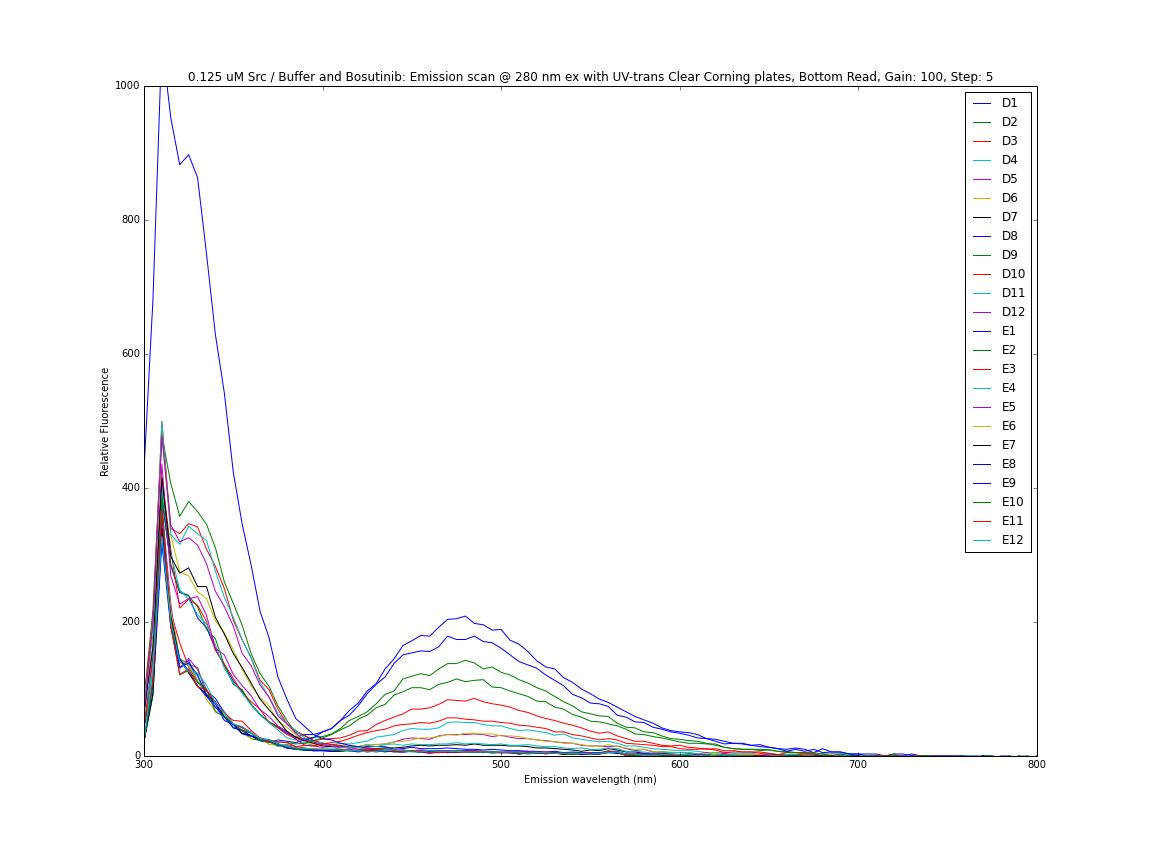 0.125 uM Src / Buffer and Bosutinib: Emission scan @ 280 nm ex with UV-trans Clear Corning plates, Bottom Read, Gain: 100, Step: 5
1000
800
600
400
200
0
Relative Fluorescence
300
400
500
600
700
800
Emission wavelength (nm)
D1
D2
D3
D4
D5
D6
D7
D8
D9
D10
D11
D12
E1
E2
E3
E4
E5
E6
E7
E8
E9
E10
E11
E12